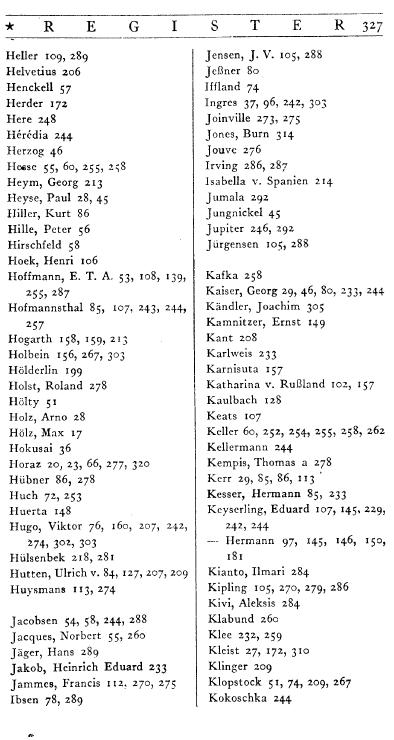 ★ R E G I S T E R 327
Heller 109, 289
Helvetius 206
Henckell 57
Herder 172
Here 248
Hérédia 244
Herzog 46
Hesse 55, 60, 255, 258
Heym, Georg 213
Heyse, Paul 28, 45
Hiller, Kurt 86
Hille, Peter 56
Hirschfeld 58
Hoek, Henri 106
Hoffmann, E. T. A. 53, 108, 139,
255, 287
Hofmannsthal 85, 107, 243, 244,
257
Hogarth 158, 159, 213
Holbein 156, 267, 303
Hölderlin 199
Holst, Roland 278
Hölty 51
Holz, Arno 28
Hölz, Max 17
Hokusai 36
Horaz 20, 23, 66, 277, 320
Hübner 86, 278
Huch 72, 253
Huerta 148
Hugo, Viktor 76, 160, 207, 242,
274, 302, 303
Hülsenbek 218, 281
Hutten, Ulrich v. 84, 127, 207, 209
Huysmans 113, 274
Jacobsen 54, 58, 244, 288
Jacques, Norbert 55, 260
Jäger, Hans 289
Jakob, Heinrich Eduard 233
Jammes, Francis 112, 270, 275
Ibsen 78, 289
Jensen, J. V. 105, 288
Jeßner 80
Iffland 74
Ingres 37, 96, 242, 303
Joinville 273, 275
Jones, Burn 314
Jouve 276
Irving 286, 287
Isabella v. Spanien 214
Jumala 292
Jungnickel 45
Jupiter 246, 292
Jürgensen 105, 288
Kafka 258
Kaiser, Georg 29, 46, 80, 233, 244
Kändler, Joachim 305
Kamnitzer, Ernst 149
Kant 208
Karlweis 233
Karnisuta 157
Katharina v. Rußland 102, 157
Kaulbach 128
Keats 107
Keller 60, 252, 254, 255, 258, 262
Kellermann 244
Kempis, Thomas a 278
Kerr 29, 85, 86, 113
Kesser, Hermann 85, 233
Keyserling, Eduard 107, 145, 229,
242, 244
— Hermann 97, 145, 146, 150,
181
Kianto, Ilmari 284
Kipling 105, 270, 279, 286
Kivi, Aleksis 284
Klabund 260
Klee 232, 259
Kleist 27, 172, 310
Klinger 209
Klopstock 51, 74, 209, 267
Kokoschka 244